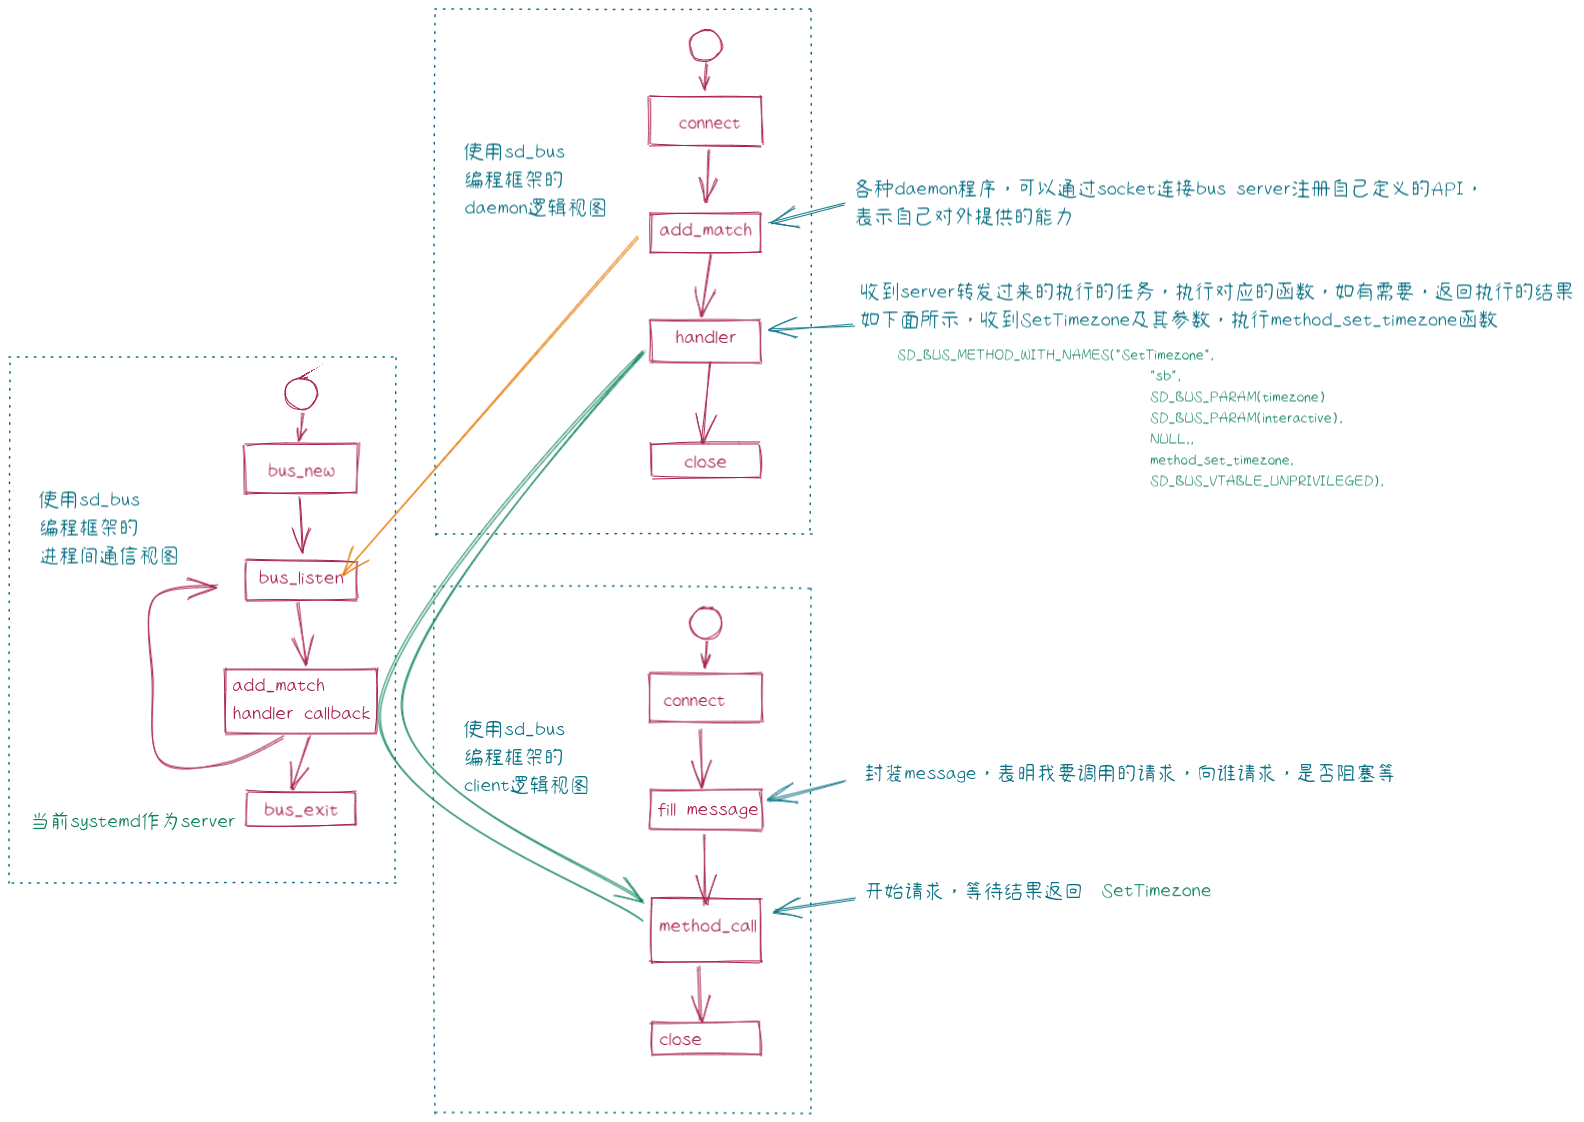 connect
使用sd_bus
编程框架的
daemon逻辑视图
各种daemon程序，可以通过socket连接bus server注册自己定义的API，
表示自己对外提供的能力
add_match
收到server转发过来的执行的任务，执行对应的函数，如有需要，返回执行的结果
如下面所示，收到SetTimezone及其参数，执行method_set_timezone函数
handler
SD_BUS_METHOD_WITH_NAMES("SetTimezone",
"sb",
SD_BUS_PARAM(timezone)
SD_BUS_PARAM(interactive),
NULL,,
method_set_timezone,
SD_BUS_VTABLE_UNPRIVILEGED),
close
bus_new
使用sd_bus
编程框架的
进程间通信视图
bus_listen
add_match
handler callback
bus_exit
当前systemd作为server
connect
使用sd_bus
编程框架的
client逻辑视图
封装message，表明我要调用的请求，向谁请求，是否阻塞等
fill message
开始请求，等待结果返回 SetTimezone
method_call
close